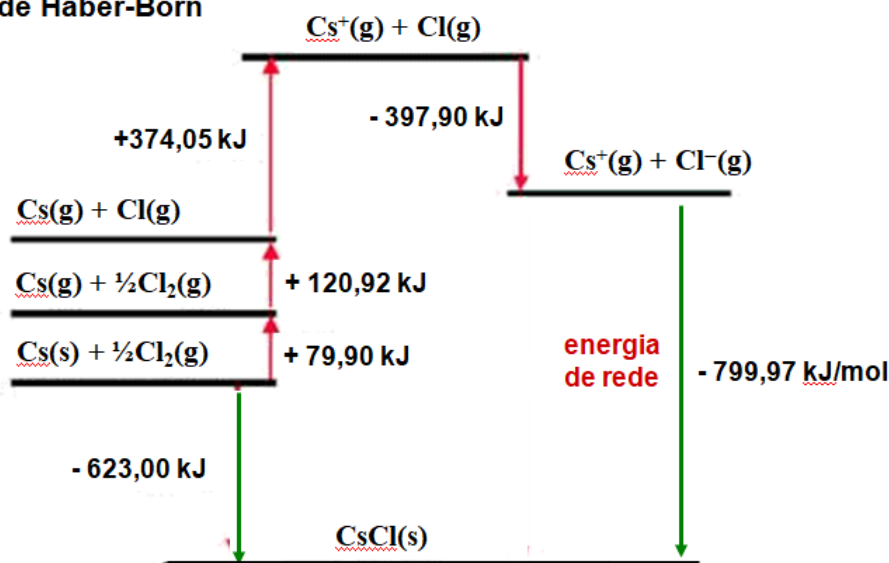 de Haber-Born
Cs⁺(g) + Cl(g)
- 397,90 kJ
+374,05 kJ
Cs⁺(g) + Cl⁻(g)
Cs(g) + Cl(g)
Cs(g) + ½Cl₂(g)
+ 120,92 kJ
Cs(s) + ½Cl₂(g)
+ 79,90 kJ
energia
de rede
- 799,97 kJ/mol
- 623,00 kJ
CsCl(s)